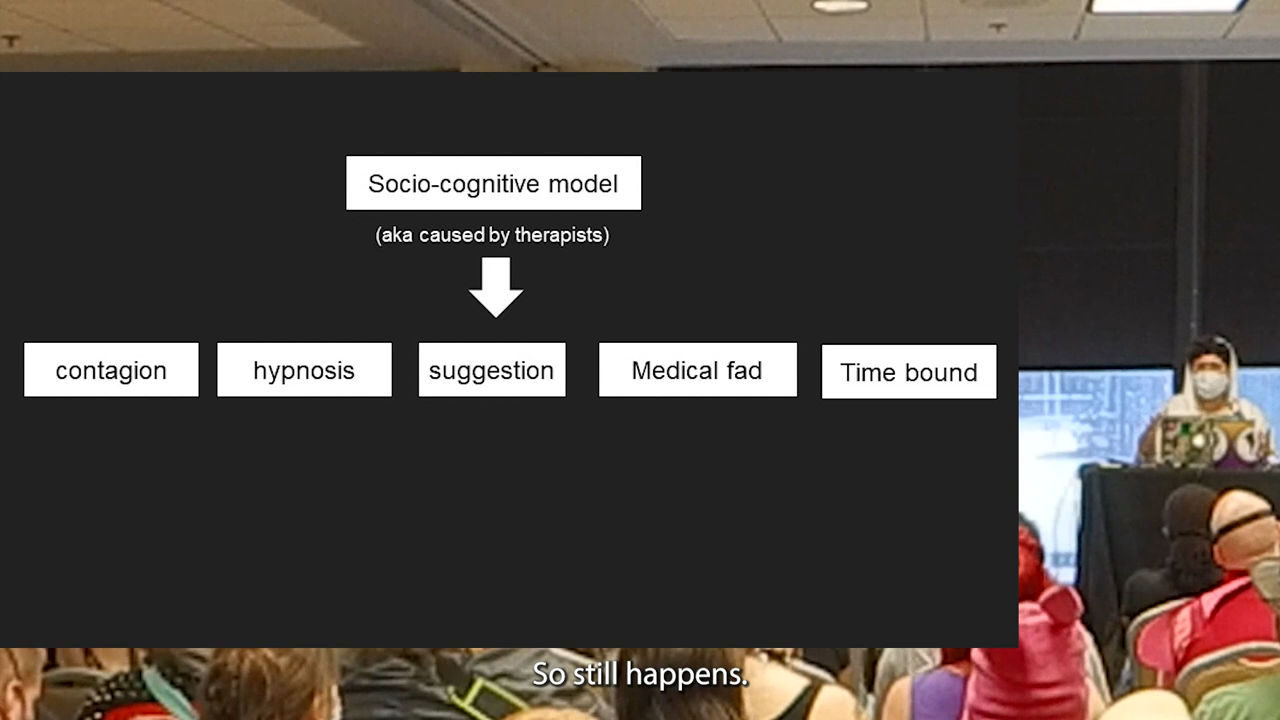 Socio-cognitive model
(aka caused by therapists)
contagion
hypnosis
suggestion
Medical fad
Time bound
So still happens.